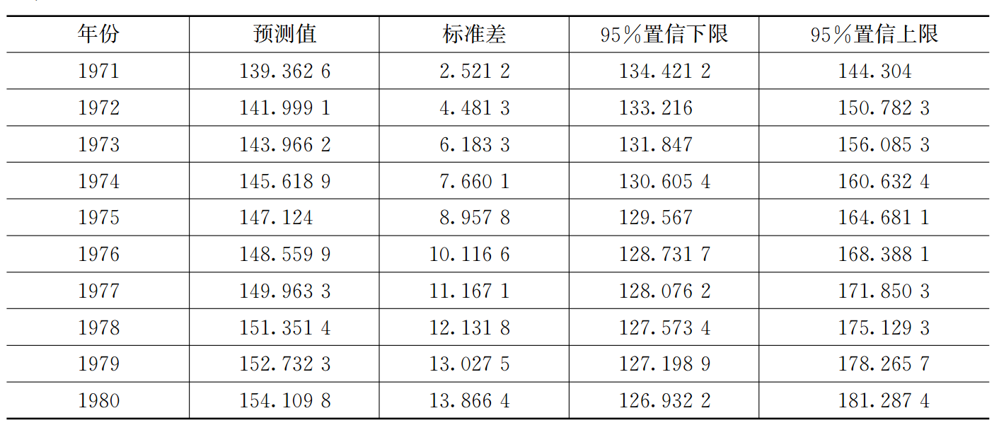 年份 预测值 标准差 95%置信下限 95%置信上限
1971 139.362 6 2.521 2 134.421 2 144.304
1972 141.999 1 4.481 3 133.216 150.782 3
1973 143.966 2 6.183 3 131.847 156.085 3
1974 145.618 9 7.660 1 130.605 4 160.632 4
1975 147.124 8.957 8 129.567 164.681 1
1976 148.559 9 10.116 6 128.731 7 168.388 1
1977 149.963 3 11.167 1 128.076 2 171.850 3
1978 151.351 4 12.131 8 127.573 4 175.129 3
1979 152.732 3 13.027 5 127.198 9 178.265 7
1980 154.109 8 13.866 4 126.932 2 181.287 4